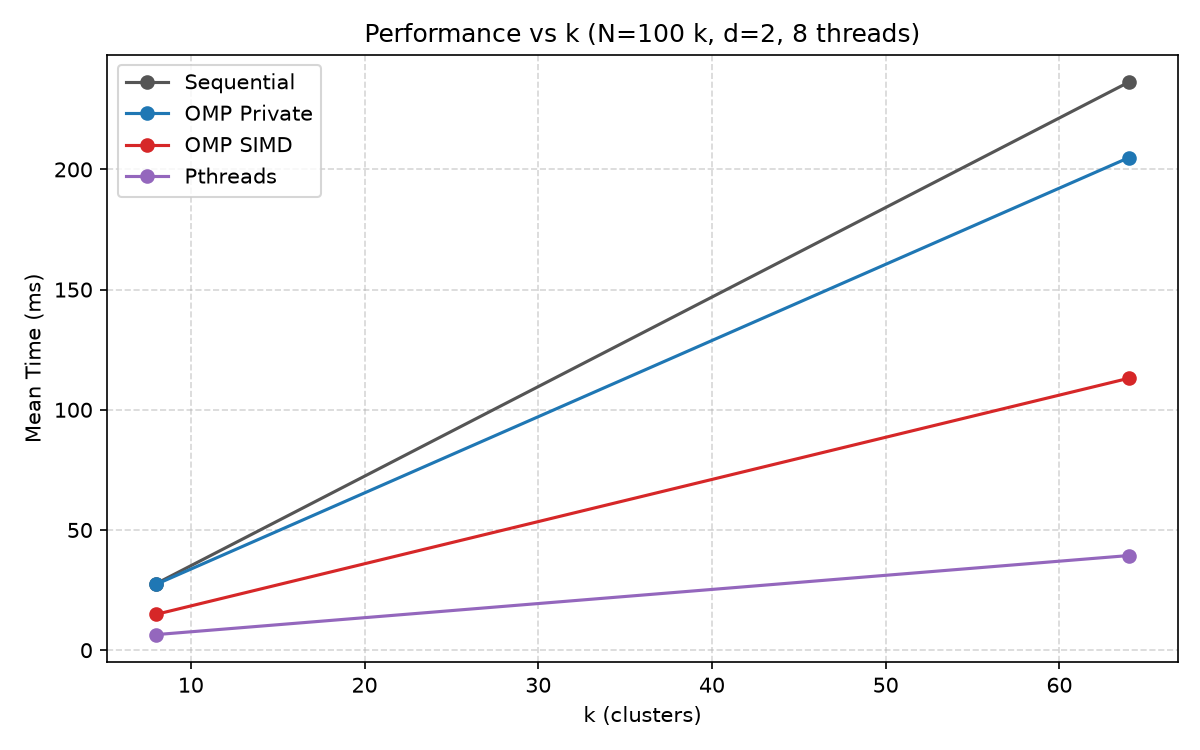 Performance vs k (N=100 k, d=2, 8 threads)
Sequential
OMP Private
OMP SIMD
Pthreads
Mean Time (ms)
200
150
100
50
0
10 20 30 40 50 60
k (clusters)